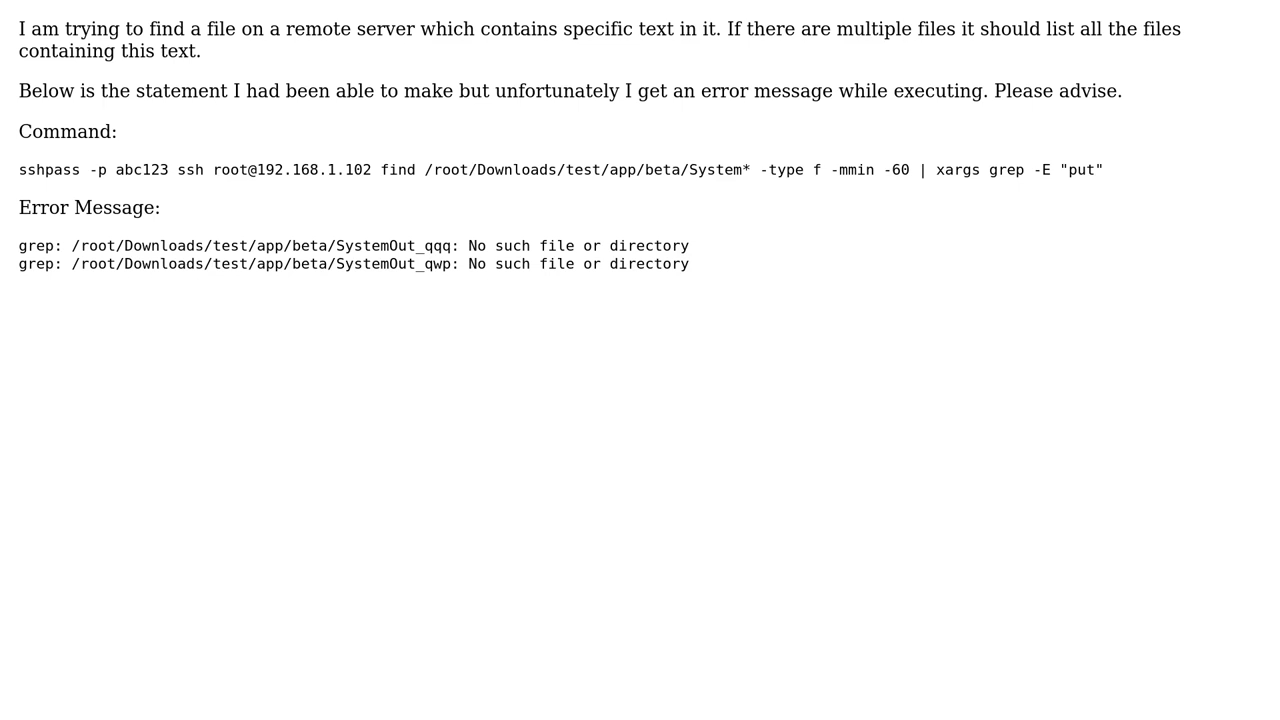 I am trying to find a file on a remote server which contains specific text in it. If there are multiple files it should list all the files
containing this text.
Below is the statement I had been able to make but unfortunately I get an error message while executing. Please advise.
Command:
sshpass -p abc123 ssh root@192.168.1.102 find /root/Downloads/test/app/beta/System* -type f -mmin -60 | xargs grep -E "put"
Error Message:
grep: /root/Downloads/test/app/beta/SystemOut_qqq: No such file or directory
grep: /root/Downloads/test/app/beta/SystemOut_qwp: No such file or directory